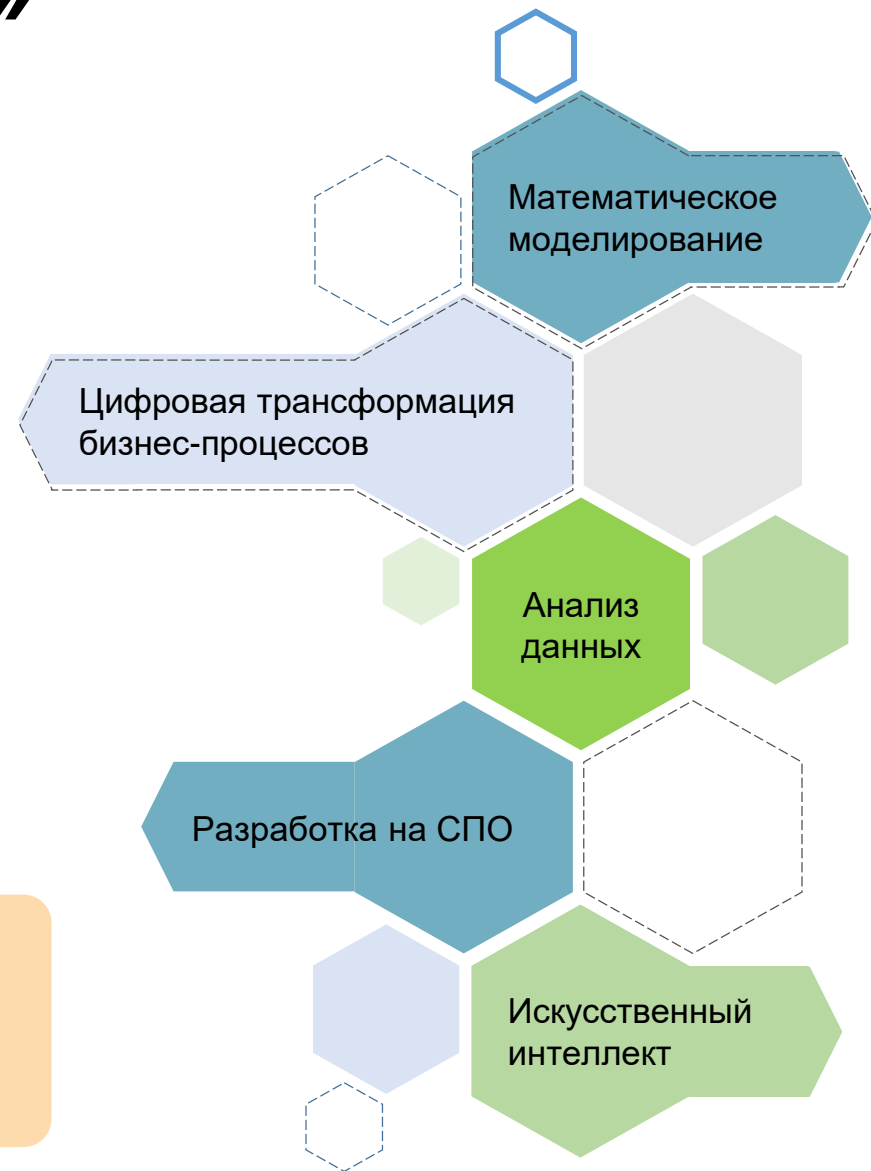 Математическое
моделирование
Цифровая трансформация
бизнес-процессов
Анализ
данных
Разработка на СПО
Искусственный
интеллект